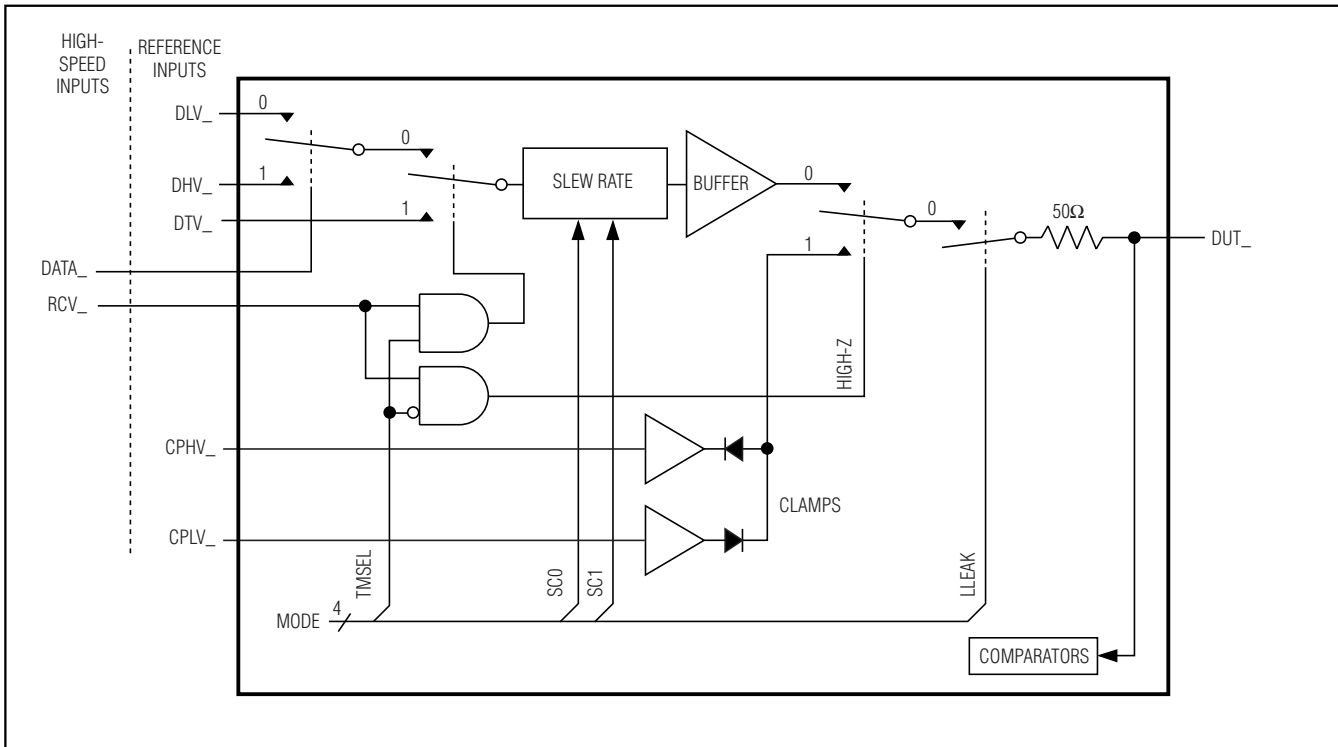 HIGH-
SPEED
INPUTS
REFERENCE
INPUTS
DLV_
0
0
DHV_
1
DTV_
1
SLEW RATE
BUFFER
0
1
0
50Ω
DUT_
DATA_
RCV_
HIGH-Z
CPHV_
CLAMPS
CPLV_
TMSEL
SC0
SC1
LLEAK
MODE
4
COMPARATORS